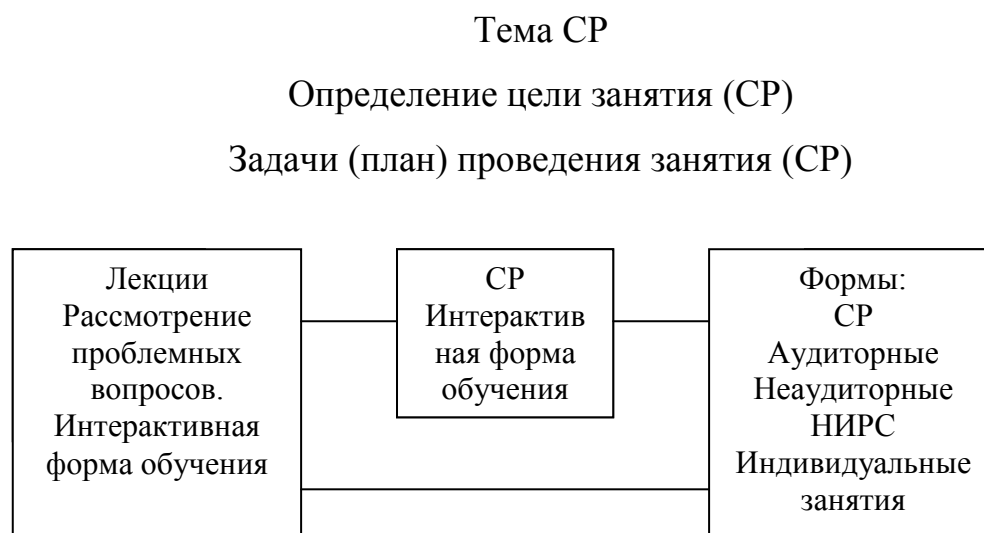 Тема СР
Определение цели занятия (СР)
Задачи (план) проведения занятия (СР)
Лекции
Рассмотрение
проблемных
вопросов.
Интерактивная
форма обучения
СР
Интерактив
ная форма
обучения
Формы:
СР
Аудиторные
Неаудиторные
НИРС
Индивидуальные
занятия